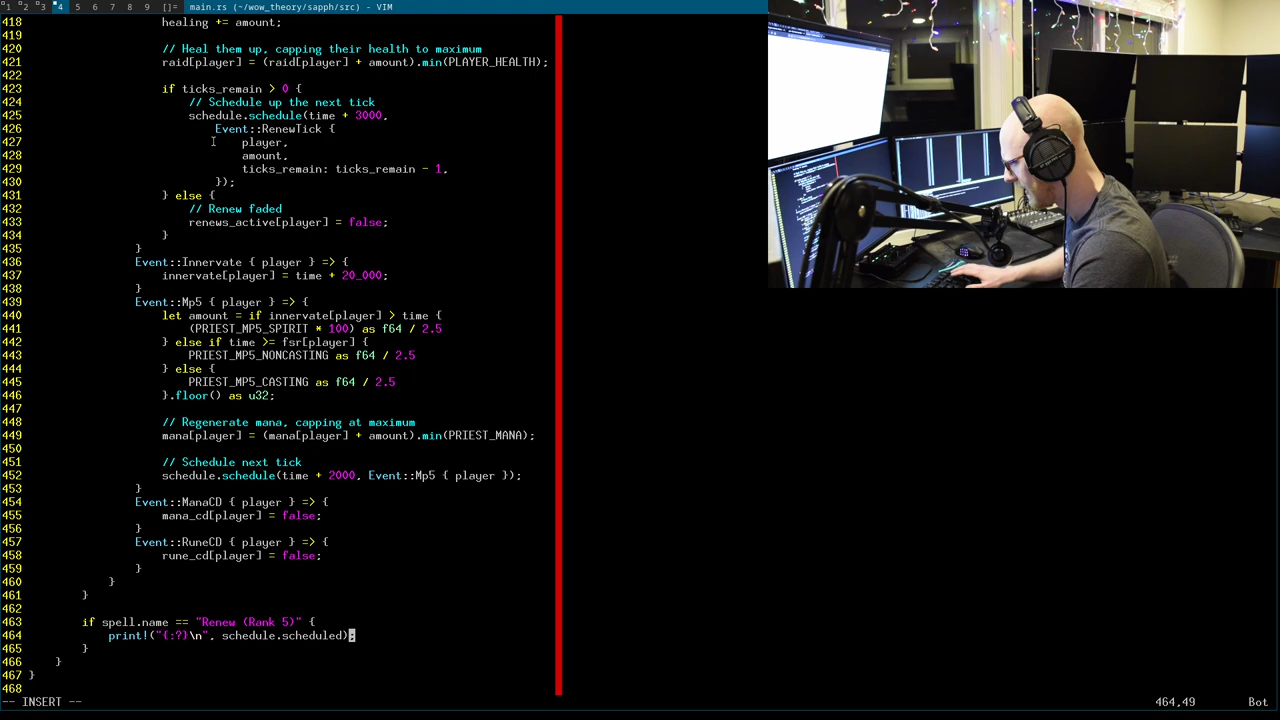 1 2 3 4 5 6 7 8 9 []= main.rs (~/wow_theory/sapph/src) - VIM
418 healing += amount;
419
420 // Heal them up, capping their health to maximum
421 raid[player] = (raid[player] + amount).min(PLAYER_HEALTH);
422
423 if ticks_remain > 0 {
424 // Schedule up the next tick
425 schedule.schedule(time + 3000,
426 Event::RenewTick {
427 player,
428 amount,
429 ticks_remain: ticks_remain - 1,
430 });
431 } else {
432 // Renew faded
433 renews_active[player] = false;
434 }
435 }
436 Event::Innervate { player } => {
437 innervate[player] = time + 20_000;
438 }
439 Event::Mp5 { player } => {
440 let amount = if innervate[player] > time {
441 (PRIEST_MP5_SPIRIT * 100) as f64 / 2.5
442 } else if time >= fsr[player] {
443 PRIEST_MP5_NONCASTING as f64 / 2.5
444 } else {
445 PRIEST_MP5_CASTING as f64 / 2.5
446 }.floor() as u32;
447
448 // Regenerate mana, capping at maximum
449 mana[player] = (mana[player] + amount).min(PRIEST_MANA);
450
451 // Schedule next tick
452 schedule.schedule(time + 2000, Event::Mp5 { player });
453 }
454 Event::ManaCD { player } => {
455 mana_cd[player] = false;
456 }
457 Event::RuneCD { player } => {
458 rune_cd[player] = false;
459 }
460 }
461 }
462
463 if spell.name == "Renew (Rank 5)" {
464 print!("{:?}\n", schedule.scheduled);
465 }
466 }
467 }
468
-- INSERT -- 464,49 Bot